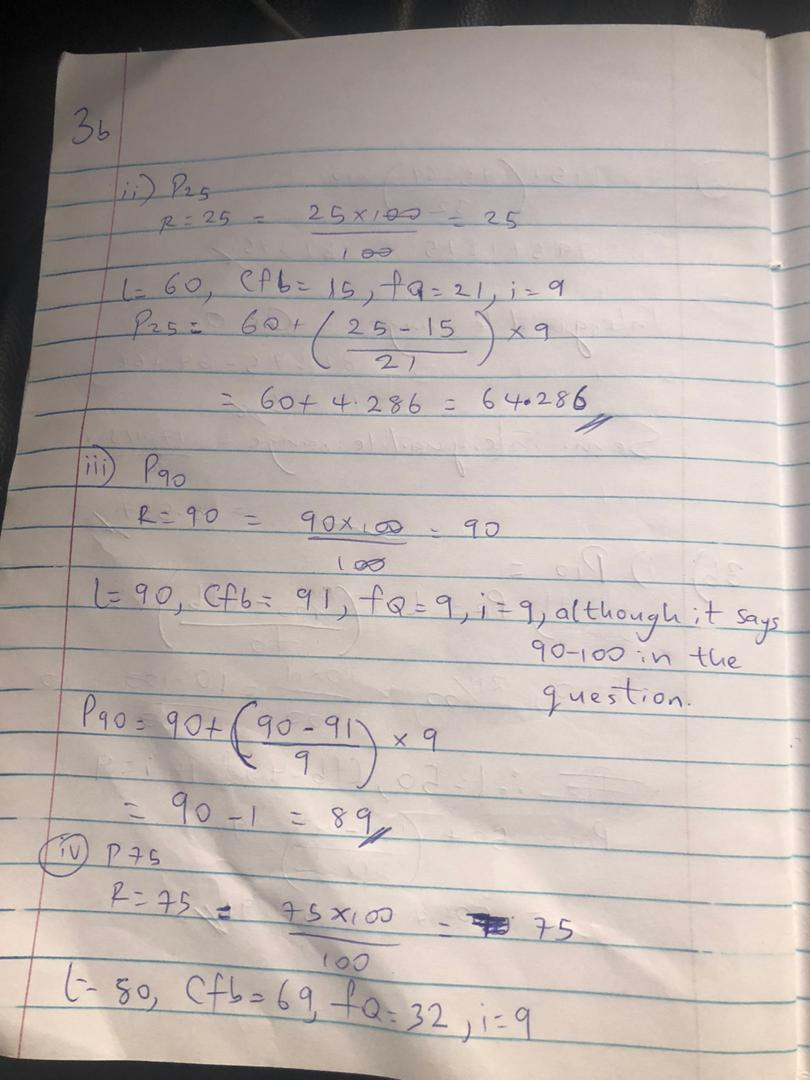 3b
ii) P25
R = 25 = 25 x 100 / 100 = 25
l = 60, Cfb = 15, fQ = 21, i = 9
P25 = 60 + (25 - 15 / 21) x 9
= 60 + 4.286 = 64.286
iii) P90
R = 90 = 90 x 100 / 100 = 90
l = 90, Cfb = 91, fQ = 9, i = 9, although it says
90-100 in the
question.
P90 = 90 + (90 - 91 / 9) x 9
= 90 - 1 = 89
iv) P75
R = 75 = 75 x 100 / 100 = 75
l = 80, Cfb = 69, fQ = 32, i = 9